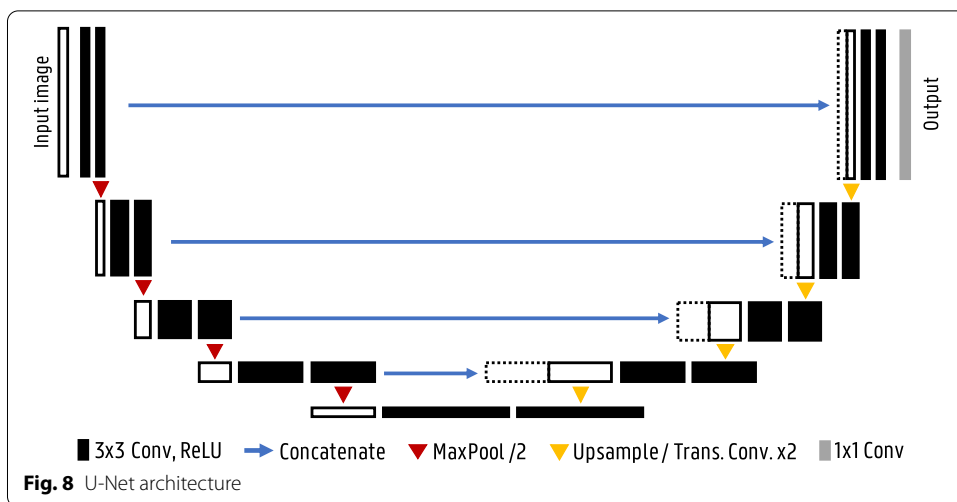 Input image
Output
3x3 Conv, ReLU
Concatenate
MaxPool /2
Upsample / Trans. Conv. x2
1x1 Conv
Fig. 8 U-Net architecture